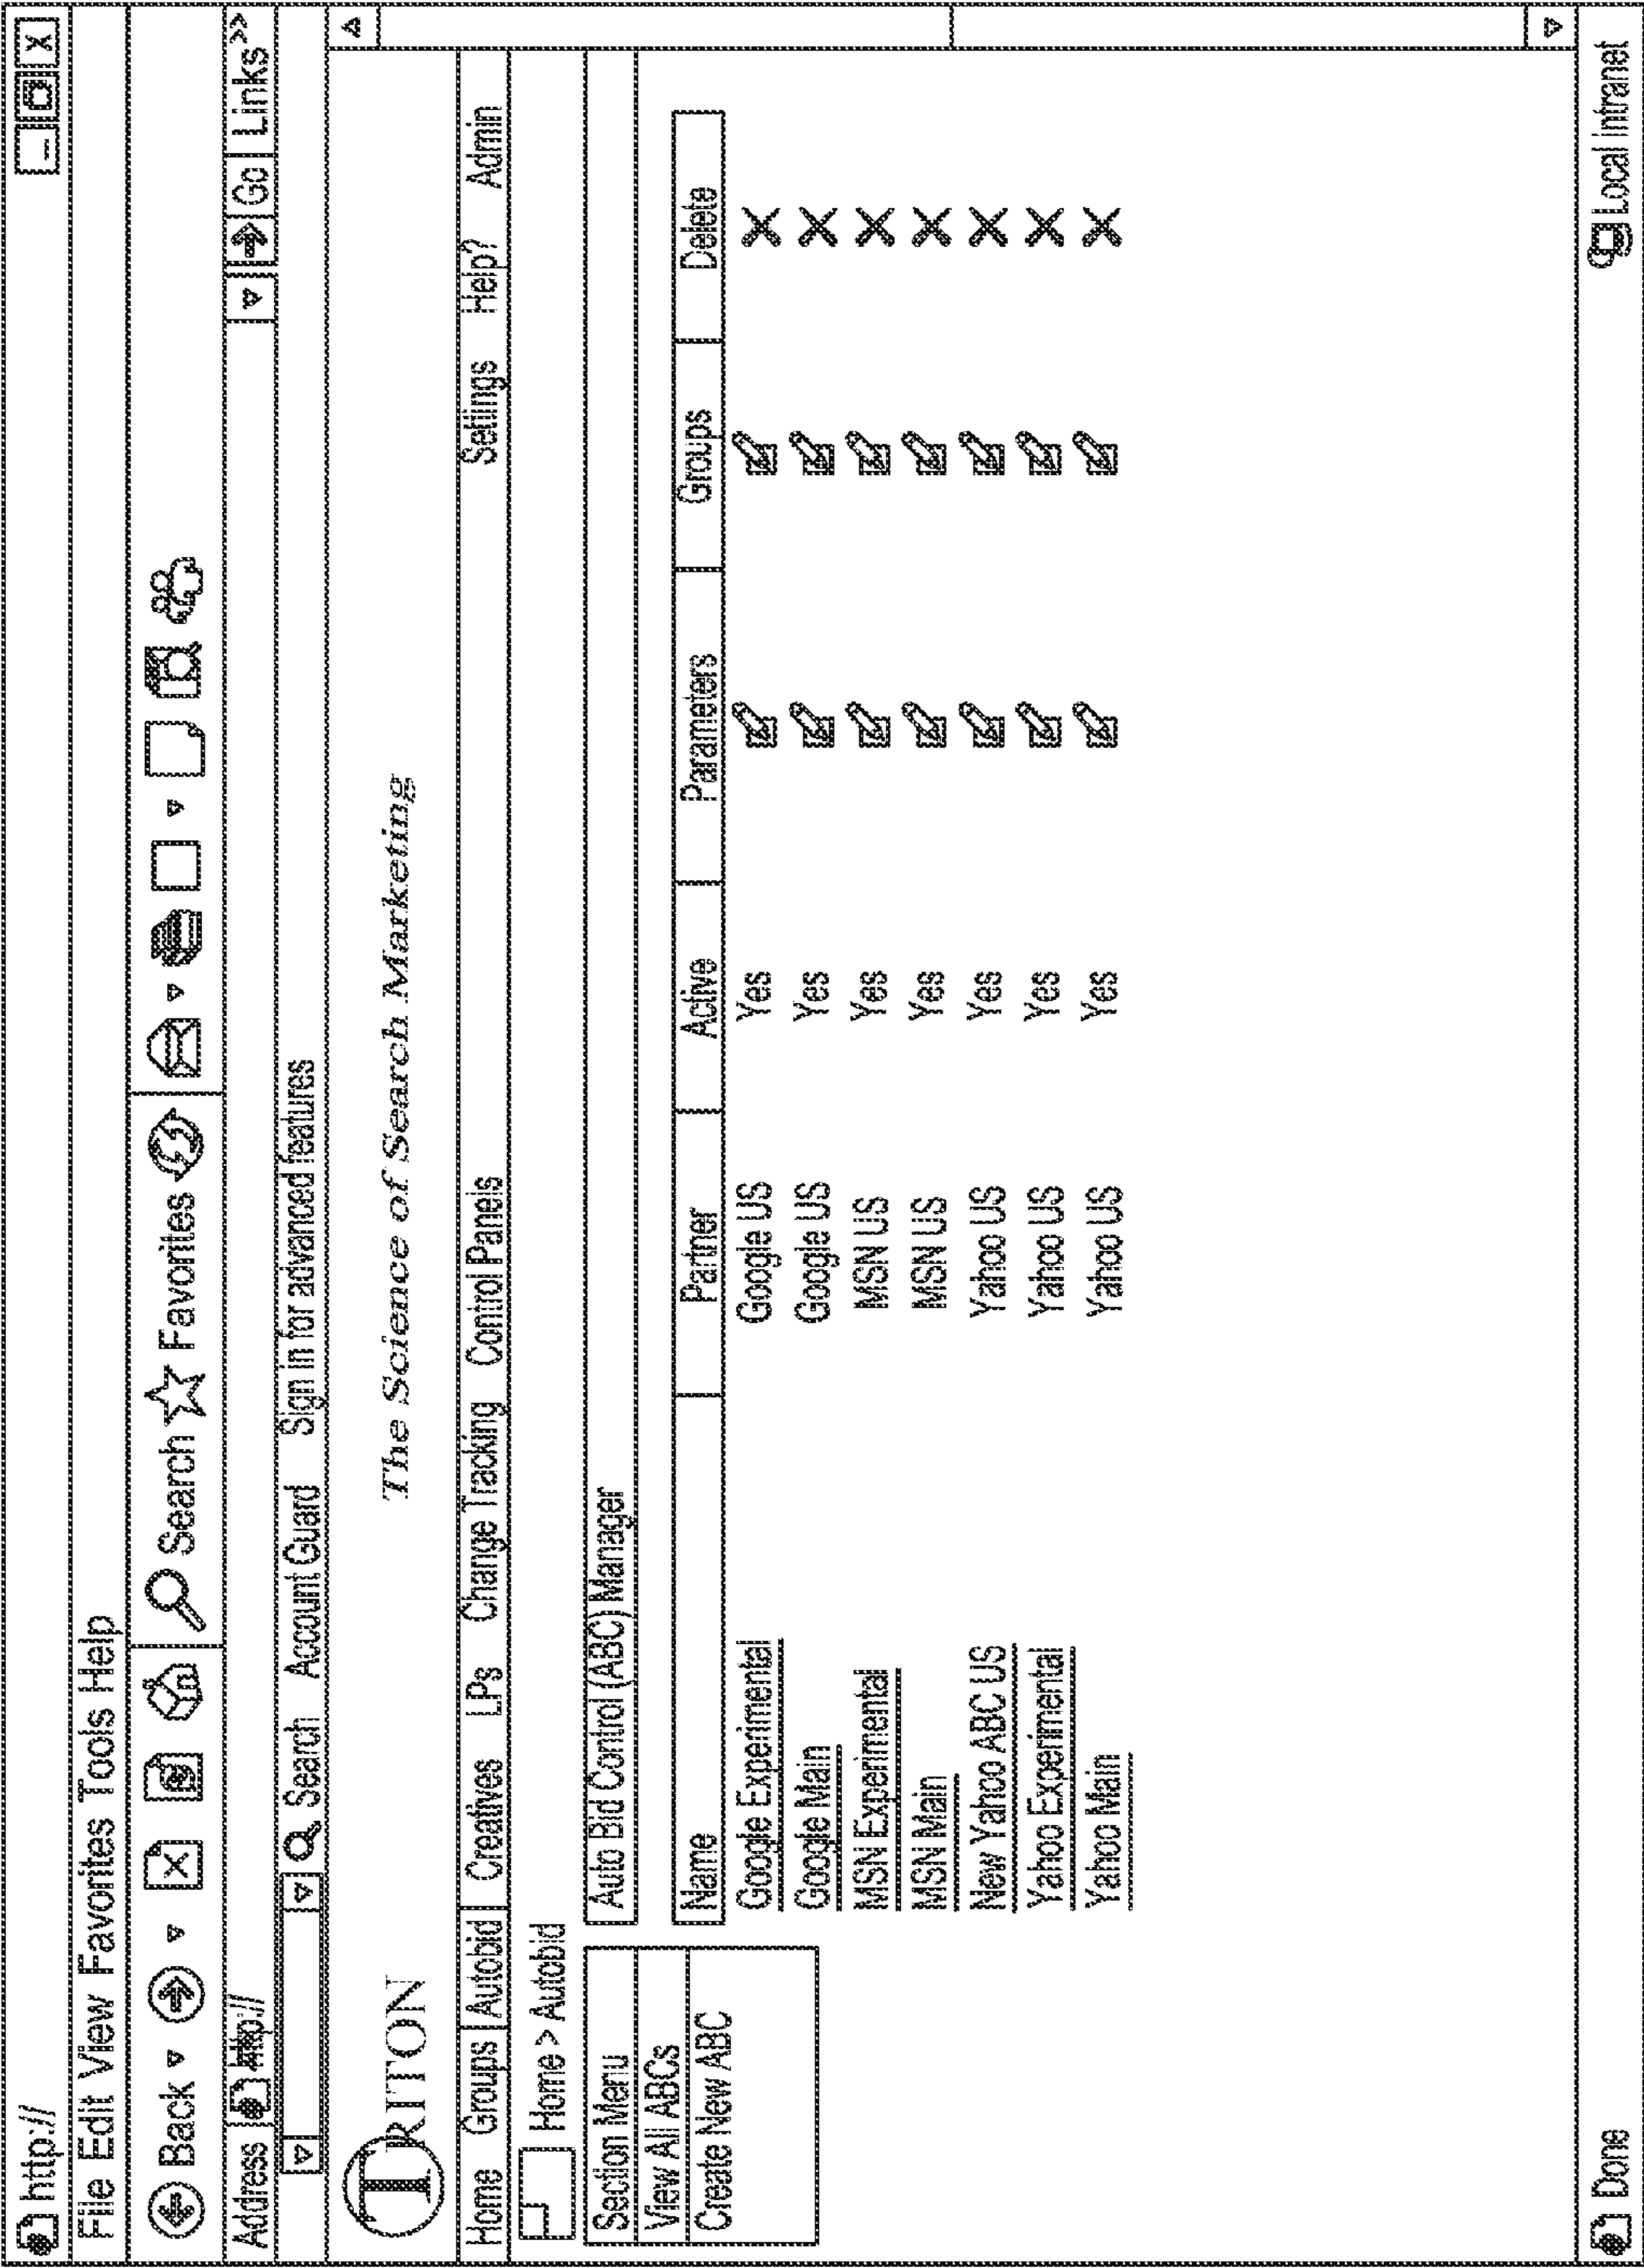 http:// _ X
File Edit View Favorites Tools Help
Back Search Favorites
Address http:// Go Links >>
Search Account Guard Sign in for advanced features
TRITON The Science of Search Marketing
Home Groups Autobid Creatives LPs Change Tracking Control Panels Settings Help? Admin
Home > Autobid
Section Menu
View All ABCs
Create New ABC
Auto Bid Control (ABC) Manager
Name Partner Active Parameters Groups Delete
Google Experimental Google US Yes
Google Main Google US Yes
MSN Experimental MSN US Yes
MSN Main MSN US Yes
New Yahoo ABC US Yahoo US Yes
Yahoo Experimental Yahoo US Yes
Yahoo Main Yahoo US Yes
Done Local intranet